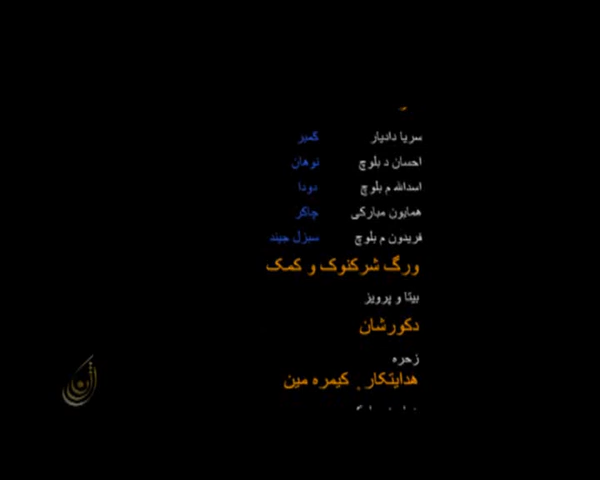 سریا دادیار کمبر
احسان د بلوچ نوهان
اسدالله م بلوچ دودا
همایون مبارکی چاکر
فریدون م بلوچ سبزل جیند
ورگ شرکنوک و کمک
بیتا و پرویز
دکورشان
زحره
هدایتکار کیمره مین